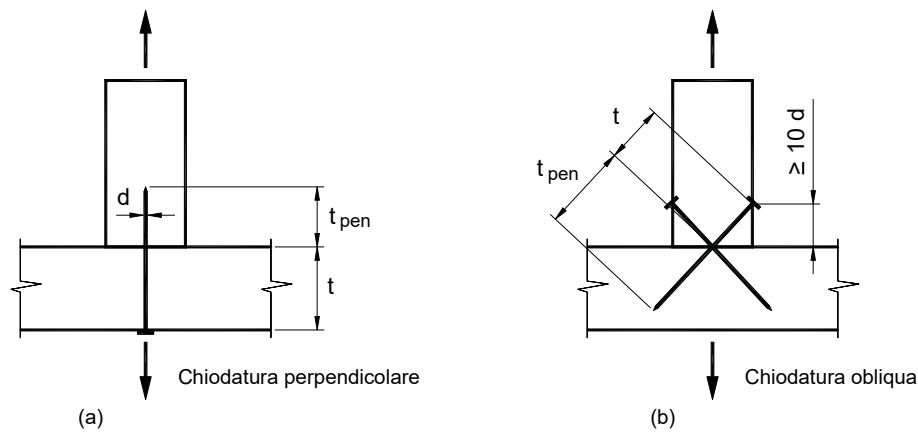 d
t pen
t
Chiodatura perpendicolare
(a)
t
t pen
≥ 10 d
Chiodatura obliqua
(b)